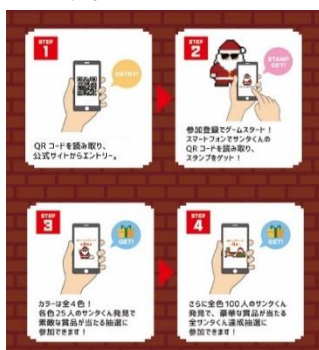 STEP
1
ENTRY!
QRコードを読み取り、
公式サイトからエントリー。
STEP
2
STAMP
GET!
参加登録でゲームスタート！
スマートフォンでサンタくんの
QRコードを読み取り、
スタンプをゲット！
STEP
3
GET!
カラーは全4色！
各色25人のサンタくん発見で
素敵な賞品が当たる抽選に
参加できます！
STEP
4
GET!
さらに全色100人のサンタくん
発見で、豪華な賞品が当たる
全サンタくん達成抽選に
参加できます！